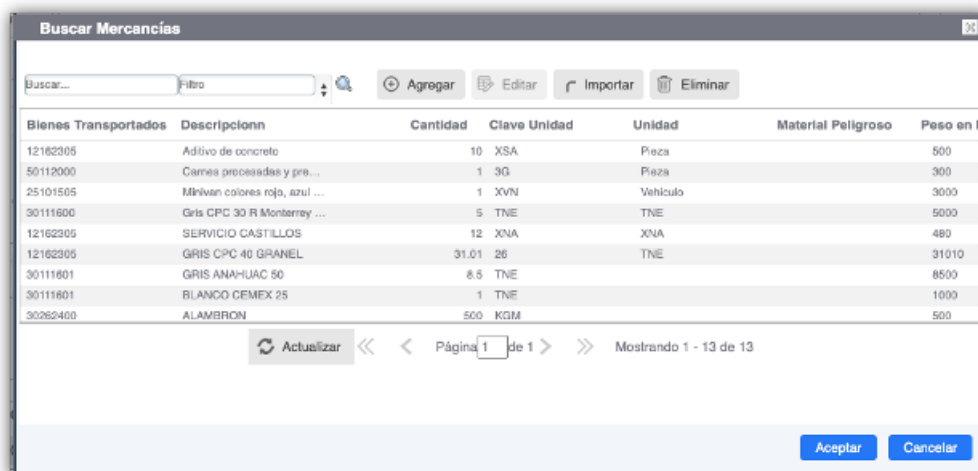 Buscar Mercancías
Buscar... Filtro Agregar Editar Importar Eliminar
Bienes Transportados Descripcionn Cantidad Clave Unidad Unidad Material Peligroso Peso en
12162305 Aditivo de concreto 10 XSA Pieza 500
50112000 Carnes procesadas y pre... 1 3G Pieza 300
25101505 Minivan colores rojo, azul ... 1 XVN Vehiculo 3000
30111600 Gris CPC 30 R Monterrey ... 5 TNE TNE 5000
12162305 SERVICIO CASTILLOS 12 XNA XNA 480
12162305 GRIS CPC 40 GRANEL 31.01 26 TNE 31010
30111601 GRIS ANAHUAC 50 8.5 TNE 8500
30111601 BLANCO CEMEX 25 1 TNE 1000
30262400 ALAMBRON 500 KGM 500
Actualizar Página 1 de 1 Mostrando 1 - 13 de 13
Aceptar Cancelar